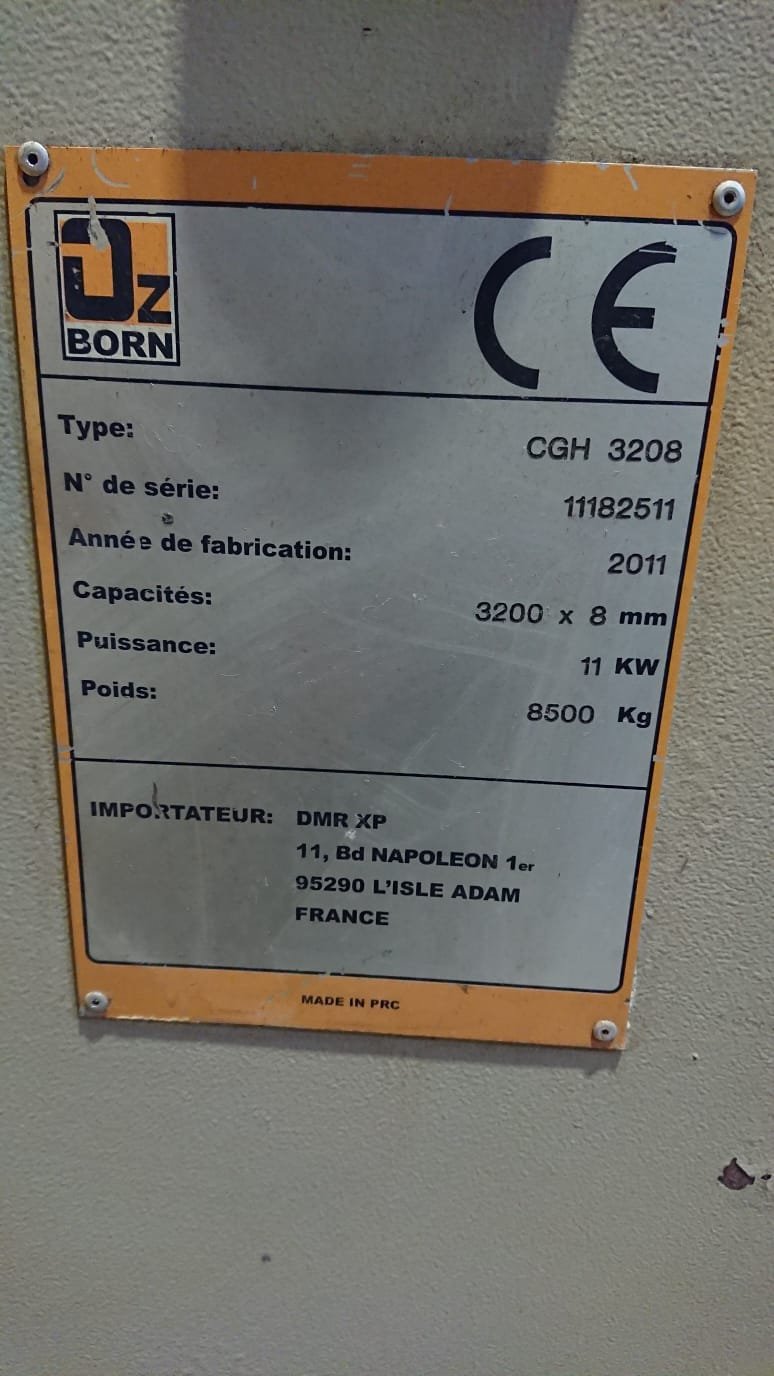 Oz
BORN
CE
Type: CGH 3208
N° de série: 11182511
Année de fabrication: 2011
Capacités: 3200 x 8 mm
Puissance: 11 KW
Poids: 8500 Kg
IMPORTATEUR: DMR XP
11, Bd NAPOLEON 1er
95290 L'ISLE ADAM
FRANCE
MADE IN PRC